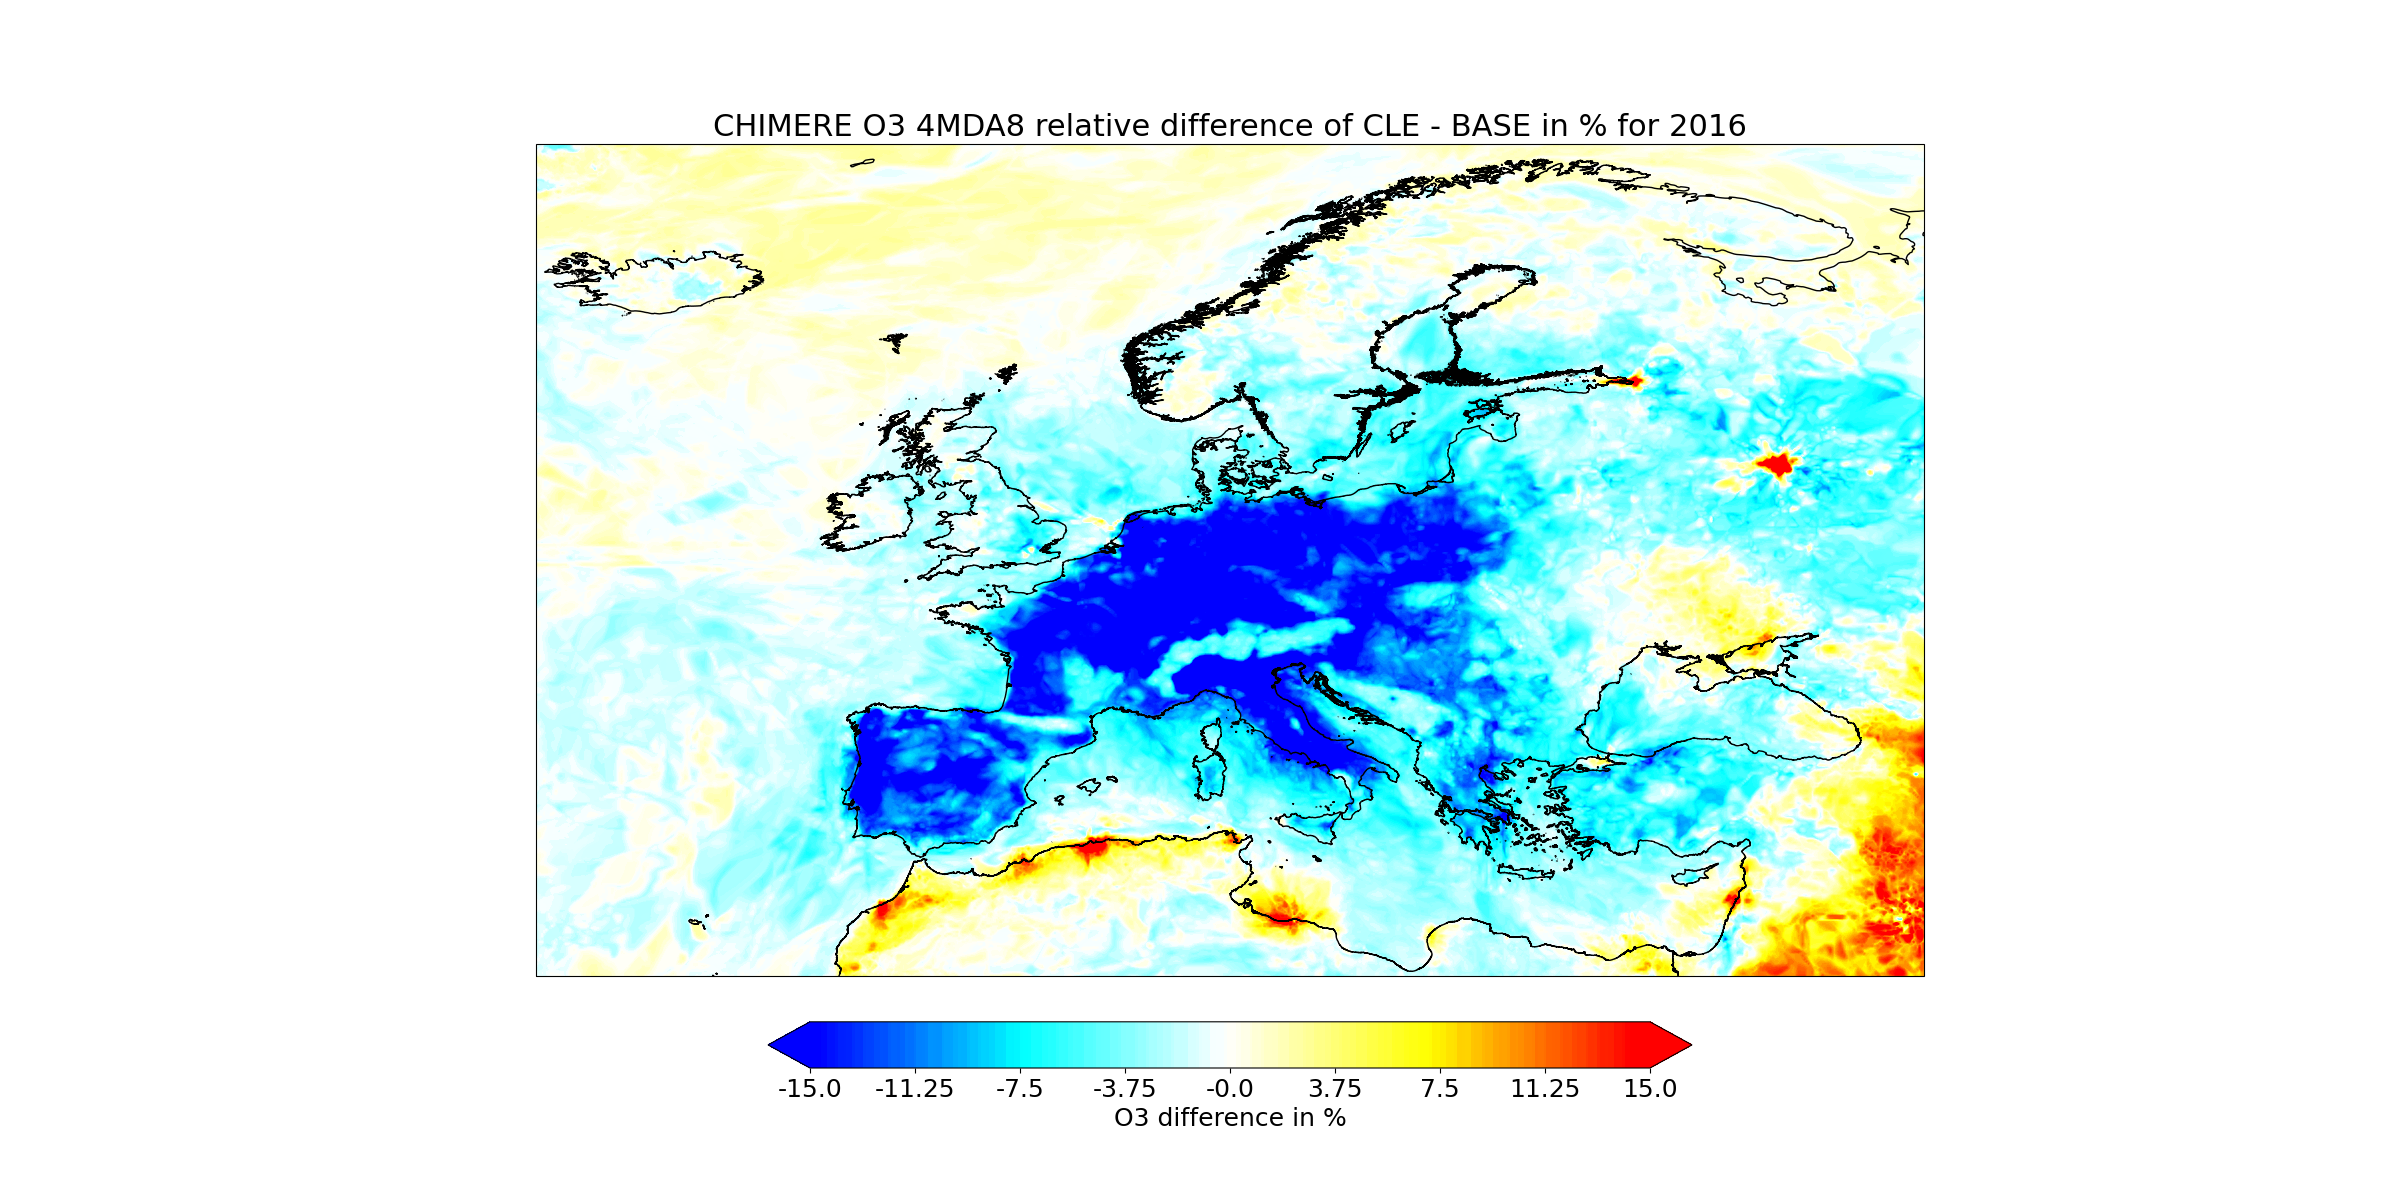 CHIMERE O3 4MDA8 relative difference of CLE - BASE in % for 2016
-15.0 -11.25 -7.5 -3.75 -0.0 3.75 7.5 11.25 15.0
O3 difference in %